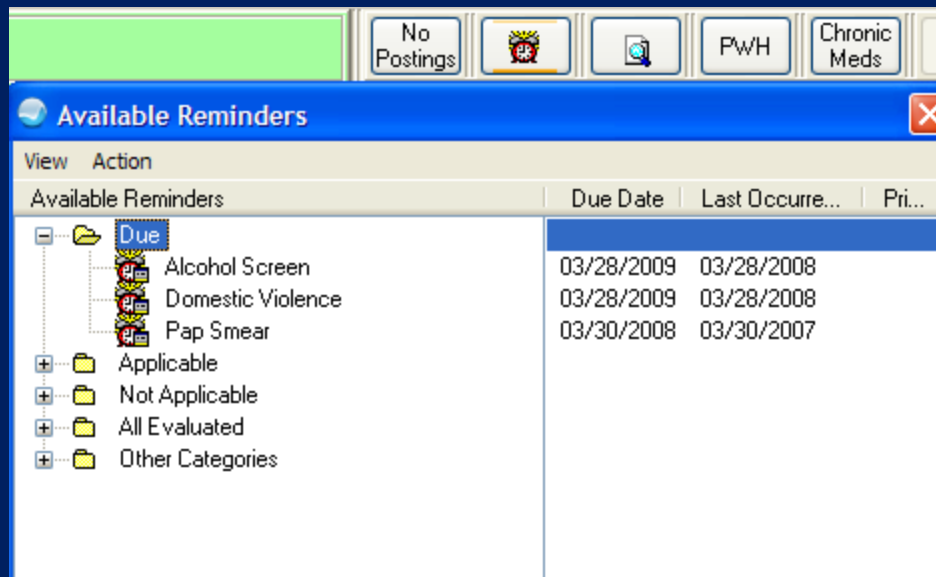 No Postings
PWH
Chronic Meds
Available Reminders
View Action
Available Reminders Due Date Last Occurre... Pri...
Due
Alcohol Screen 03/28/2009 03/28/2008
Domestic Violence 03/28/2009 03/28/2008
Pap Smear 03/30/2008 03/30/2007
Applicable
Not Applicable
All Evaluated
Other Categories